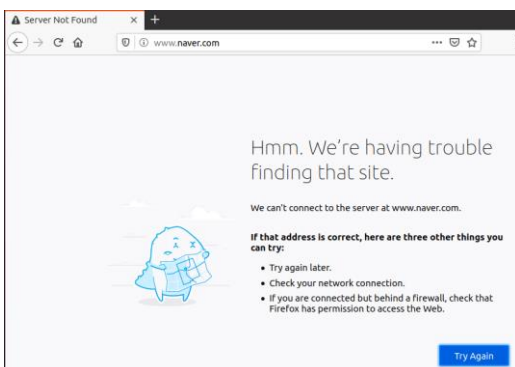 Server Not Found
www.naver.com
Hmm. We're having trouble
finding that site.
We can't connect to the server at www.naver.com.
If that address is correct, here are three other things you
can try:
Try again later.
Check your network connection.
If you are connected but behind a firewall, check that
Firefox has permission to access the Web.
Try Again